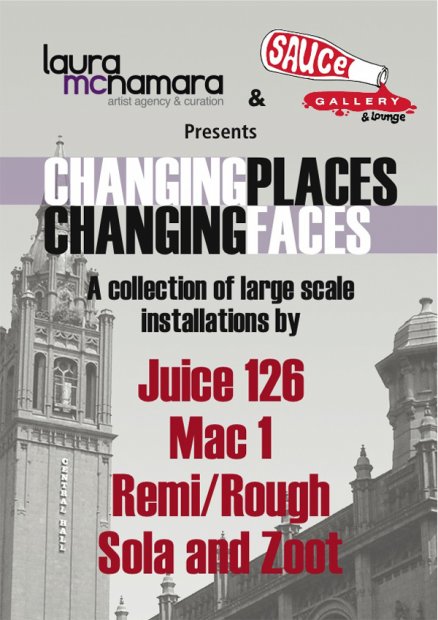 laura
mcnamara
artist agency & curation
&
SAUCE
GALLERY
& Lounge
Presents
CHANGINGPLACES
CHANGINGFACES
A collection of large scale
installations by
Juice 126
Mac 1
Remi/Rough
Sola and Zoot
CENTRAL HALL